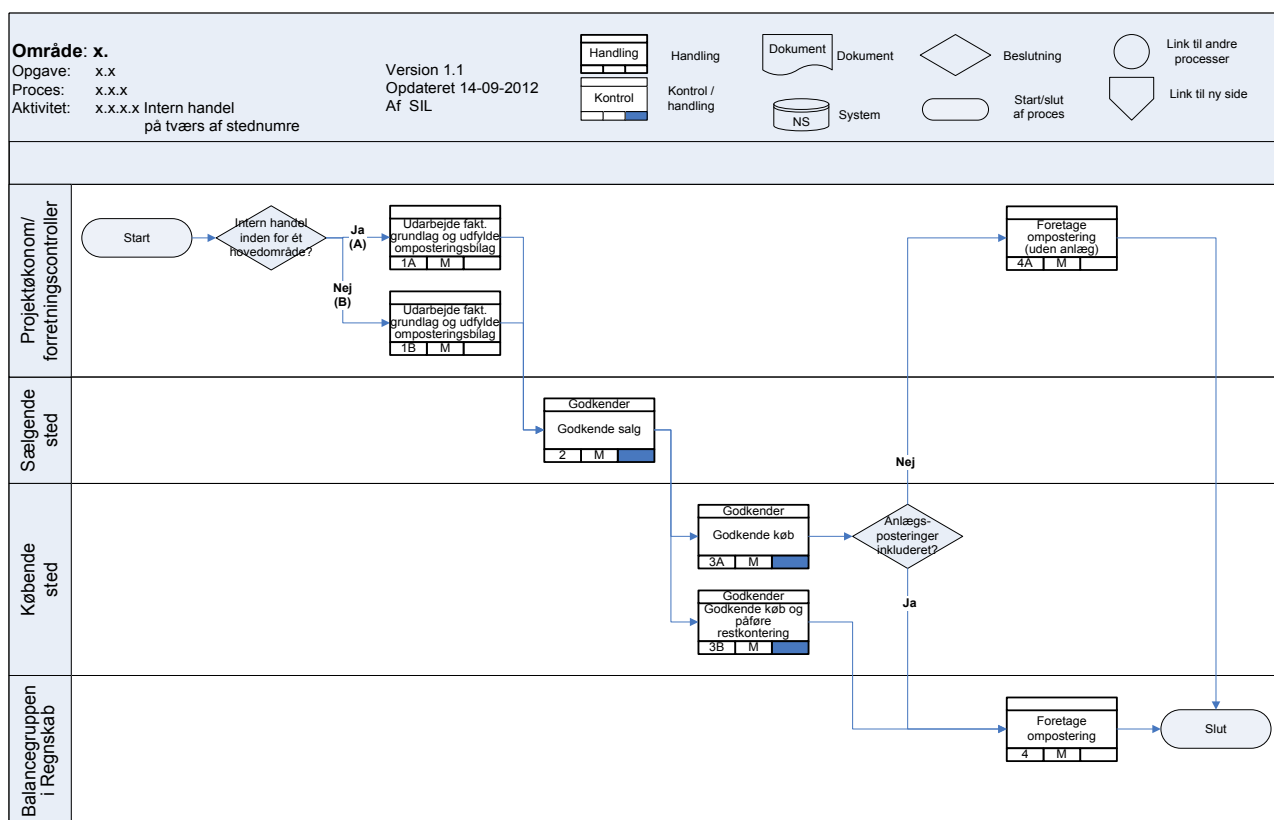 Område: x.
Opgave: x.x
Proces: x.x.x
Aktivitet: x.x.x.x Intern handel
på tværs af stednumre
Version 1.1
Opdateret 14-09-2012
Af SIL
Handling
Handling
Kontrol
Kontrol /
handling
Dokument
Dokument
NS
System
Beslutning
Start/slut
af proces
Link til andre
processer
Link til ny side
Projektøkonom/
forretningscontroller
Start
Intern handel
inden for ét
hovedområde?
Ja
(A)
Nej
(B)
Udarbejde fakt.
grundlag og udfylde
omposteringsbilag
1A M
Udarbejde fakt.
grundlag og udfylde
omposteringsbilag
1B M
Foretage
ompostering
(uden anlæg)
4A M
Sælgende
sted
Godkender
Godkende salg
2 M
Nej
Købende
sted
Godkender
Godkende køb
3A M
Anlægs-
posteringer
inkluderet?
Godkender
Godkende køb og
påføre
restkontering
3B M
Ja
Balancegruppen
i Regnskab
Foretage
ompostering
4 M
Slut